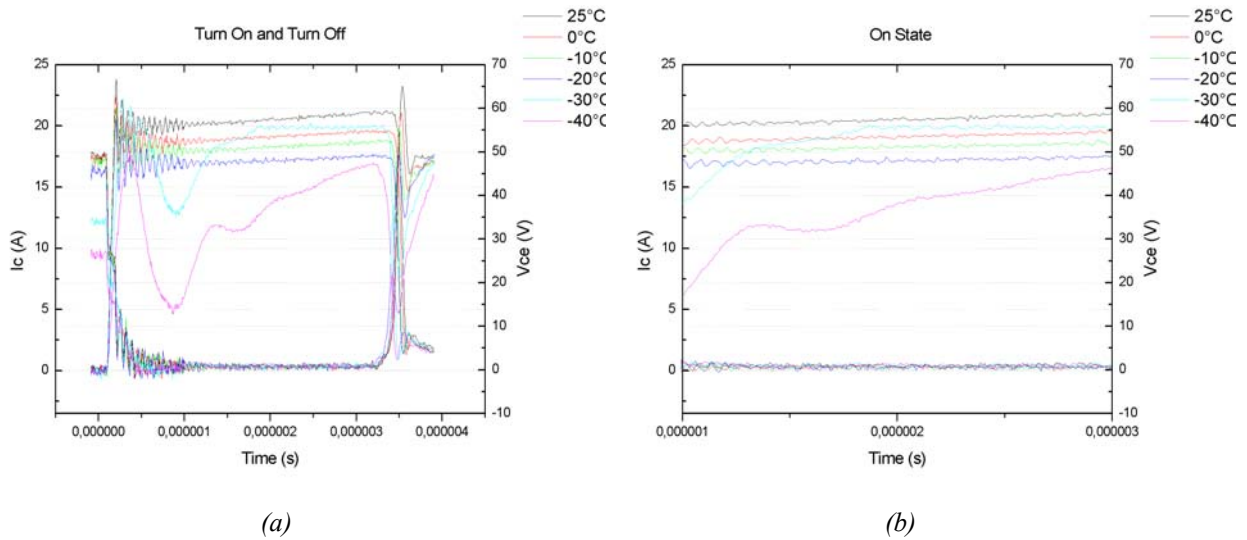 Turn On and Turn Off
25°C
0°C
-10°C
-20°C
-30°C
-40°C
25
20
15
10
5
0
Ic (A)
70
60
50
40
30
20
10
0
-10
Vce (V)
0,000000
0,000001
0,000002
0,000003
0,000004
Time (s)
(a)
On State
25°C
0°C
-10°C
-20°C
-30°C
-40°C
25
20
15
10
5
0
Ic (A)
70
60
50
40
30
20
10
0
-10
Vce (V)
0,000001
0,000002
0,000003
Time (s)
(b)